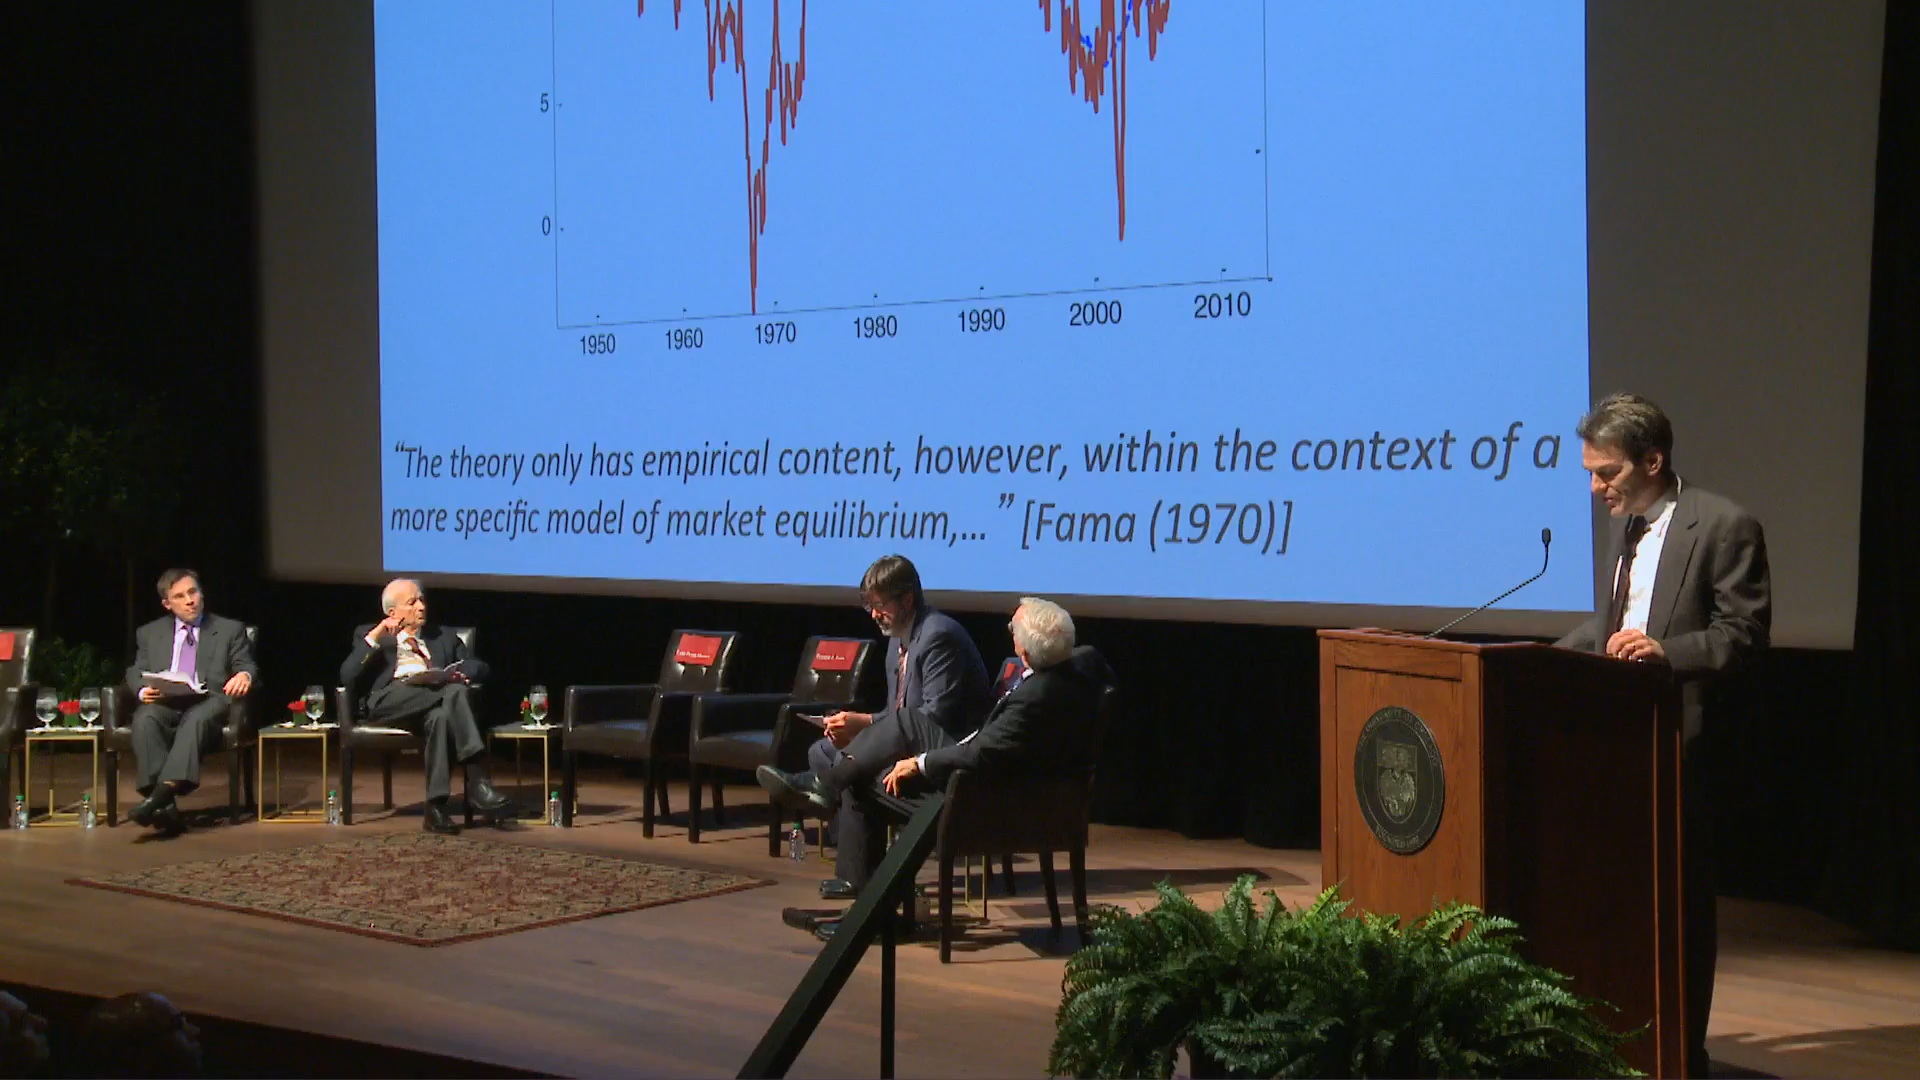 5
0
1950 1960 1970 1980 1990 2000 2010
“The theory only has empirical content, however, within the context of a
more specific model of market equilibrium,...” [Fama (1970)]